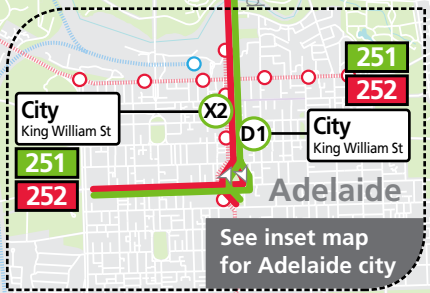 251
252
City
King William St
X2
D1
City
King William St
251
252
Adelaide
See inset map
for Adelaide city